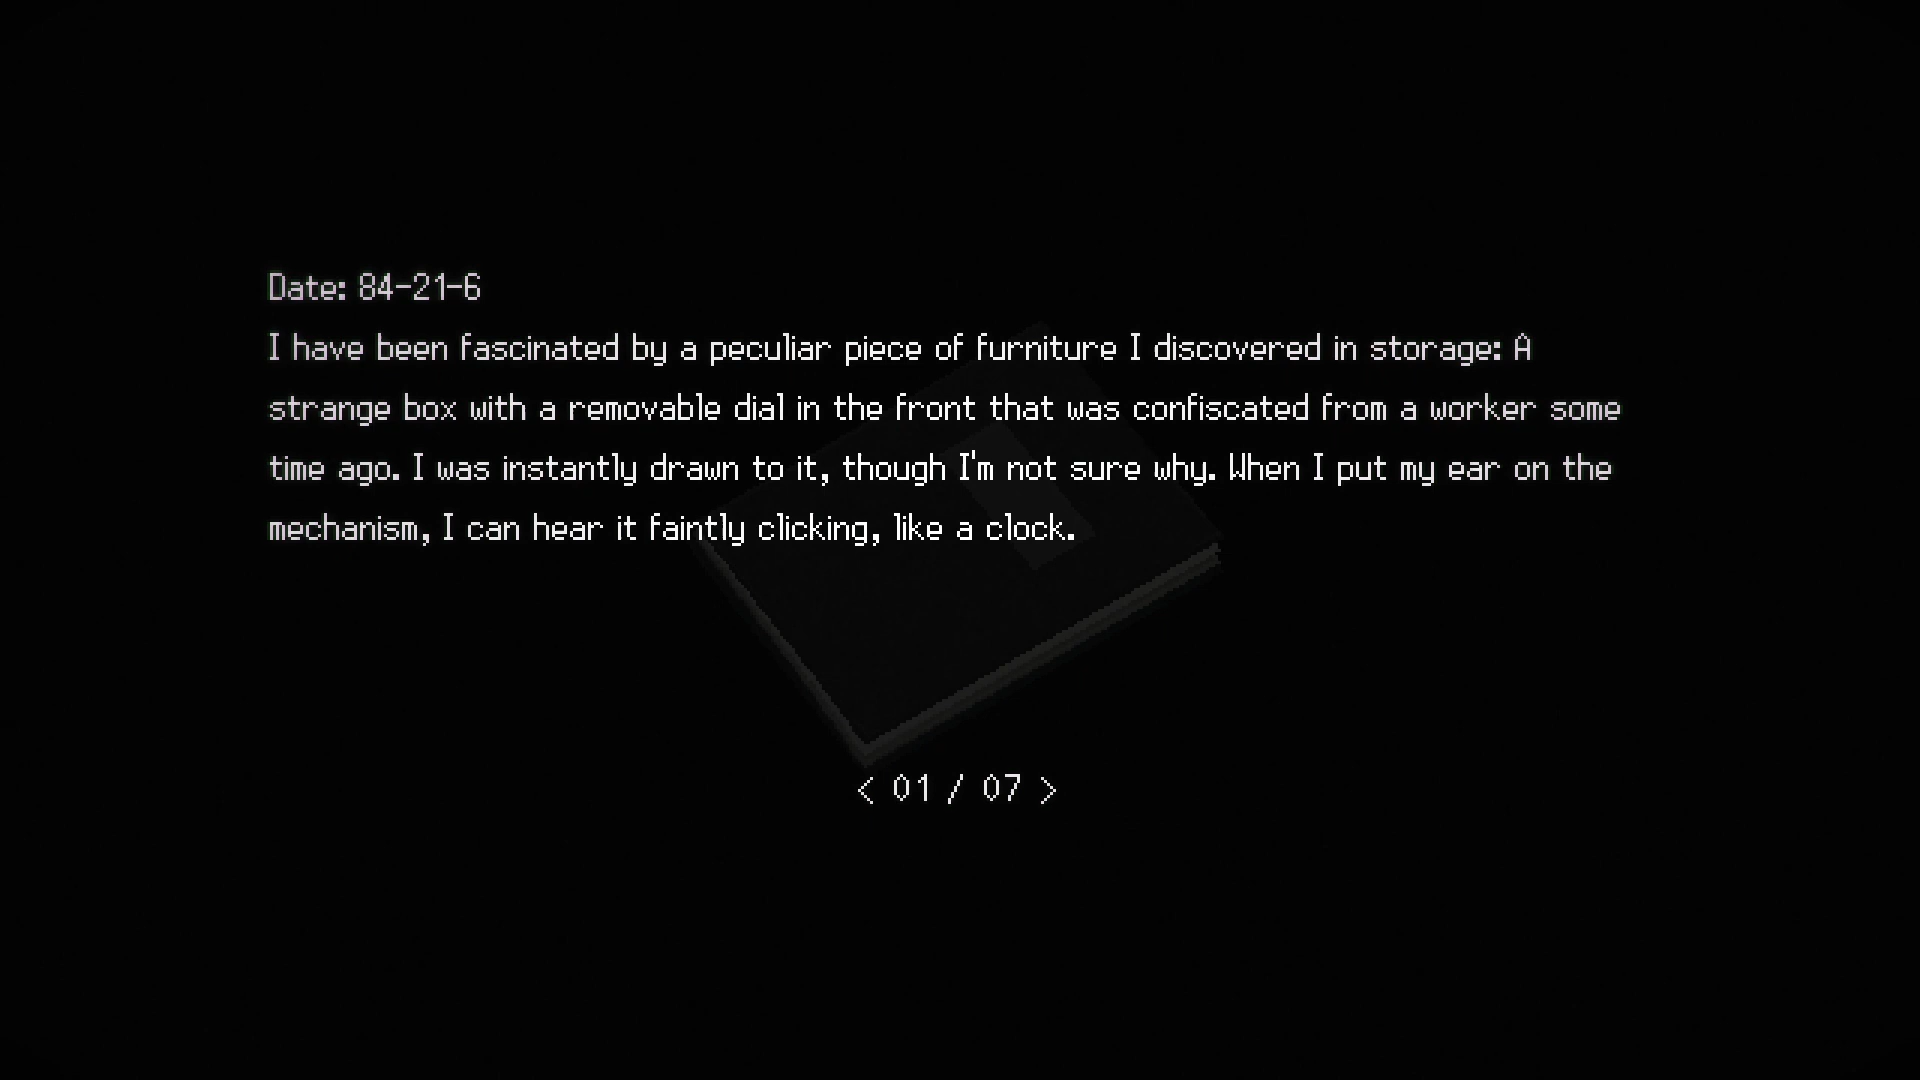 Date: 84-21-6
I have been fascinated by a peculiar piece of furniture I discovered in storage: A
strange box with a removable dial in the front that was confiscated from a worker some
time ago. I was instantly drawn to it, though I'm not sure why. When I put my ear on the
mechanism, I can hear it faintly clicking, like a clock.
< 01 / 07 >